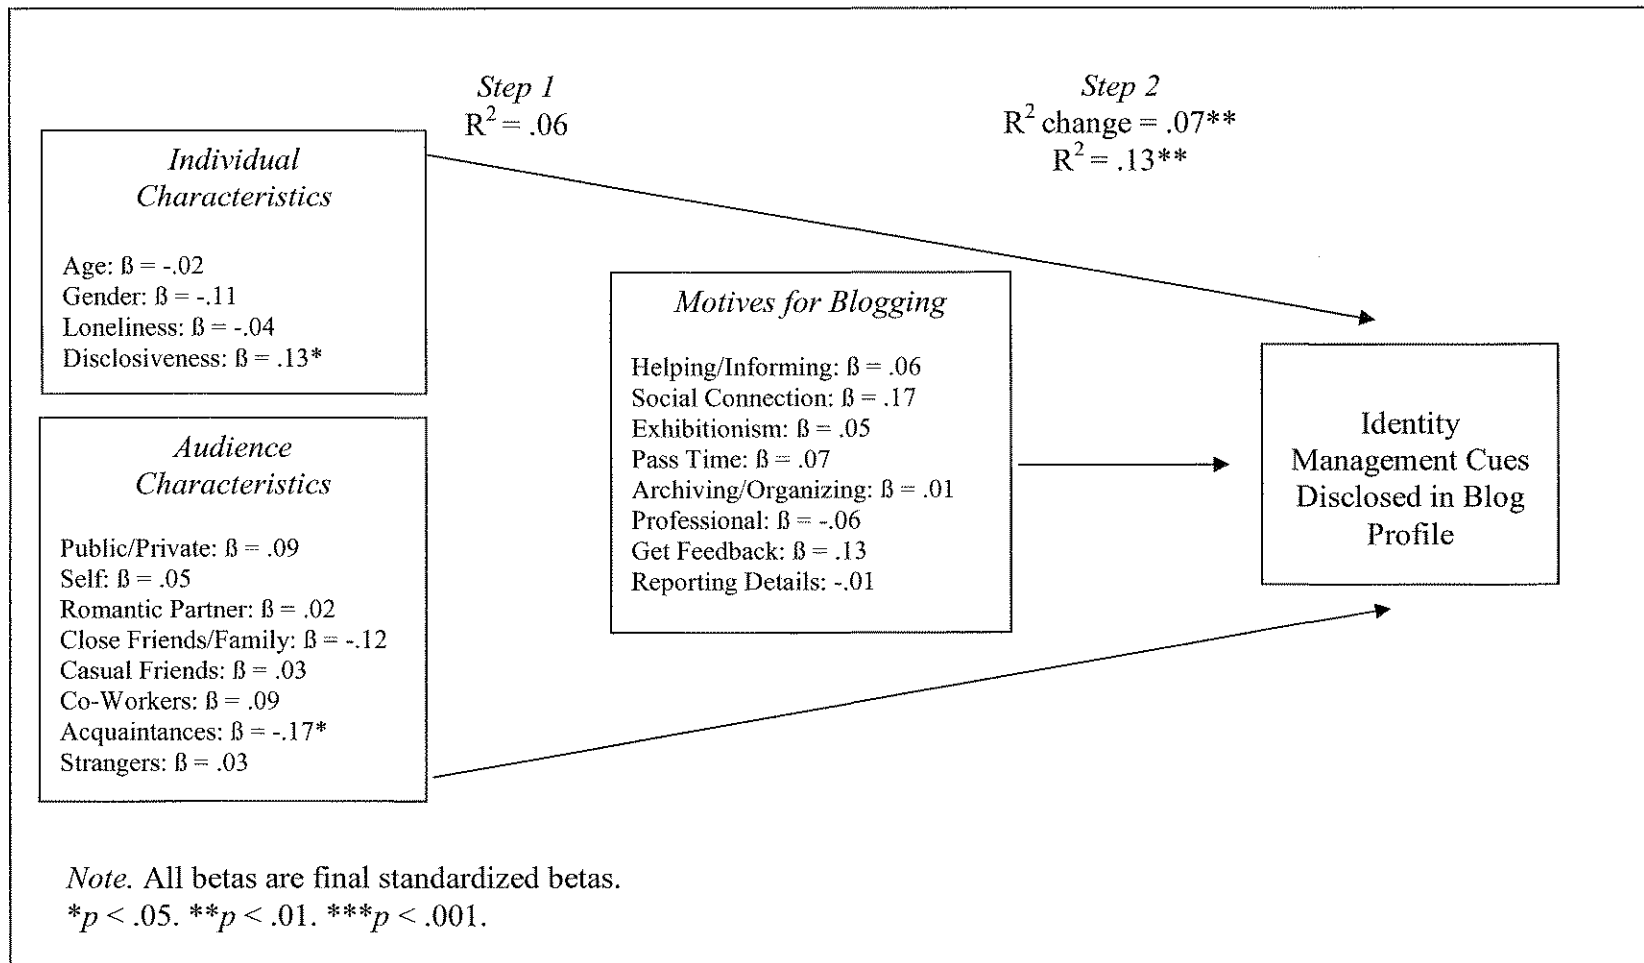 Step 1
R² = .06
Step 2
R² change = .07**
R² = .13**
Individual
Characteristics
Age: ß = -.02
Gender: ß = -.11
Loneliness: ß = -.04
Disclosiveness: ß = .13*
Audience
Characteristics
Public/Private: ß = .09
Self: ß = .05
Romantic Partner: ß = .02
Close Friends/Family: ß = -.12
Casual Friends: ß = .03
Co-Workers: ß = .09
Acquaintances: ß = -.17*
Strangers: ß = .03
Motives for Blogging
Helping/Informing: ß = .06
Social Connection: ß = .17
Exhibitionism: ß = .05
Pass Time: ß = .07
Archiving/Organizing: ß = .01
Professional: ß = -.06
Get Feedback: ß = .13
Reporting Details: -.01
Identity
Management Cues
Disclosed in Blog
Profile
Note. All betas are final standardized betas.
*p < .05. **p < .01. ***p < .001.